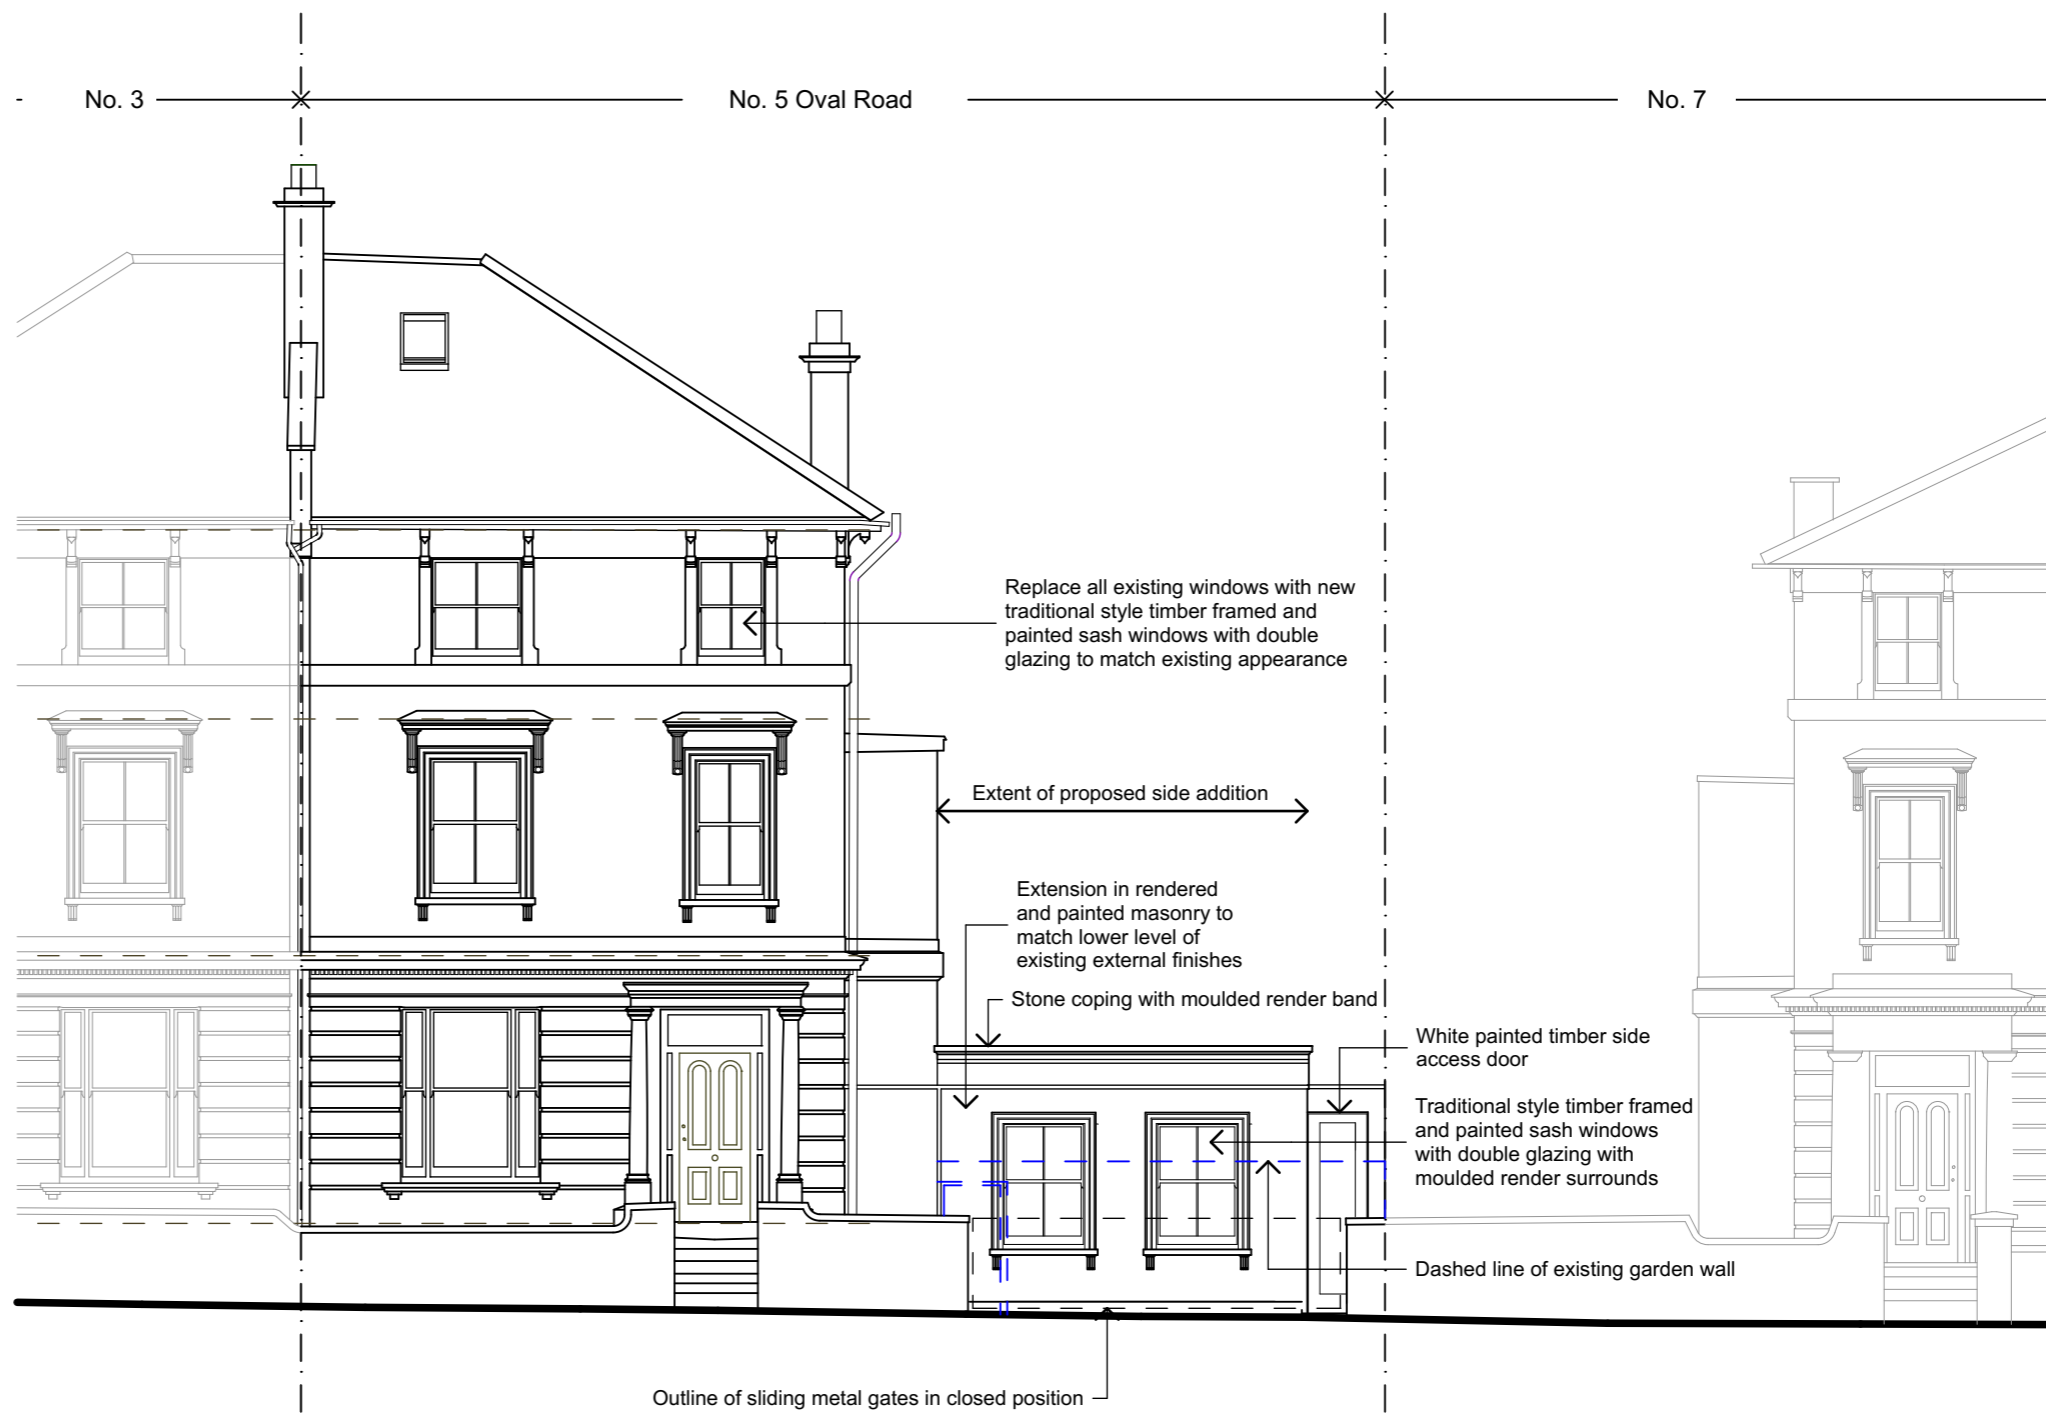 No. 3
No. 5 Oval Road
No. 7
Replace all existing windows with new
traditional style timber framed and
painted sash windows with double
glazing to match existing appearance
Extent of proposed side addition
Extension in rendered
and painted masonry to
match lower level of
existing external finishes
Stone coping with moulded render band
White painted timber side
access door
Traditional style timber framed
and painted sash windows
with double glazing with
moulded render surrounds
Dashed line of existing garden wall
Outline of sliding metal gates in closed position